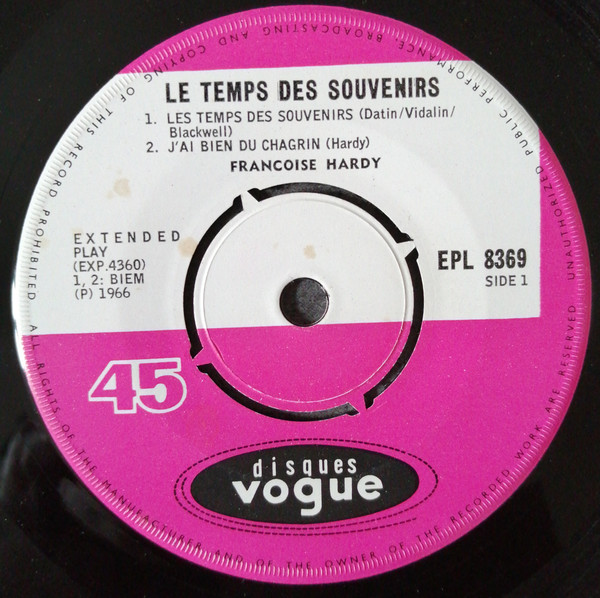 LE TEMPS DES SOUVENIRS
1. LES TEMPS DES SOUVENIRS (Datin/Vidalin/
Blackwell)
2. J'AI BIEN DU CHAGRIN (Hardy)
FRANCOISE HARDY
EXTENDED
PLAY
(EXP.4360)
1, 2: BIEM
(P) 1966
EPL 8369
SIDE 1
45
disques
vogue
ALL RIGHTS OF THE MANUFACTURER AND OF THE OWNER OF THE RECORDED WORK ARE RESERVED UNAUTHORIZED PUBLIC PERFORMANCE, BROADCASTING AND COPYING OF THIS RECORD PROHIBITED